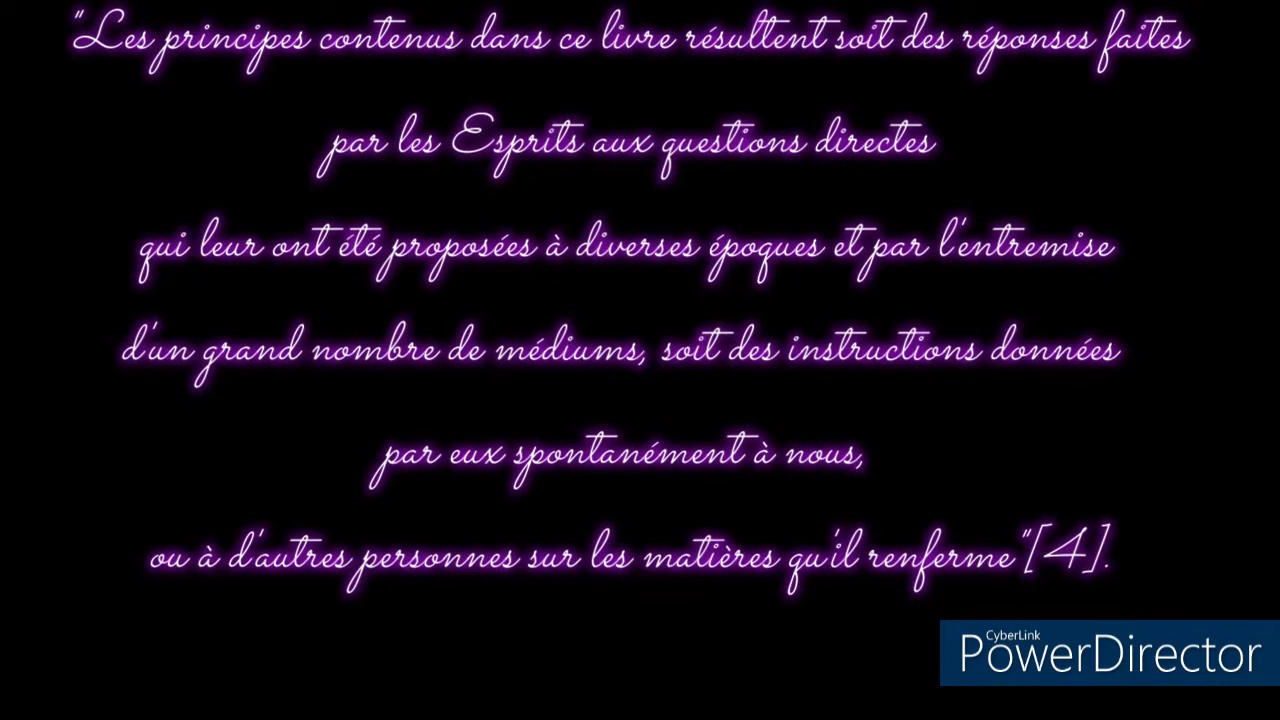 "Les principes contenus dans ce livre résultent soit des réponses faites
par les Esprits aux questions directes
qui leur ont été proposées à diverses époques et par l'entremise
d'un grand nombre de médiums, soit des instructions données
par eux spontanément à nous,
ou à d'autres personnes sur les matières qu'il renferme"[4].
CyberLink
PowerDirector